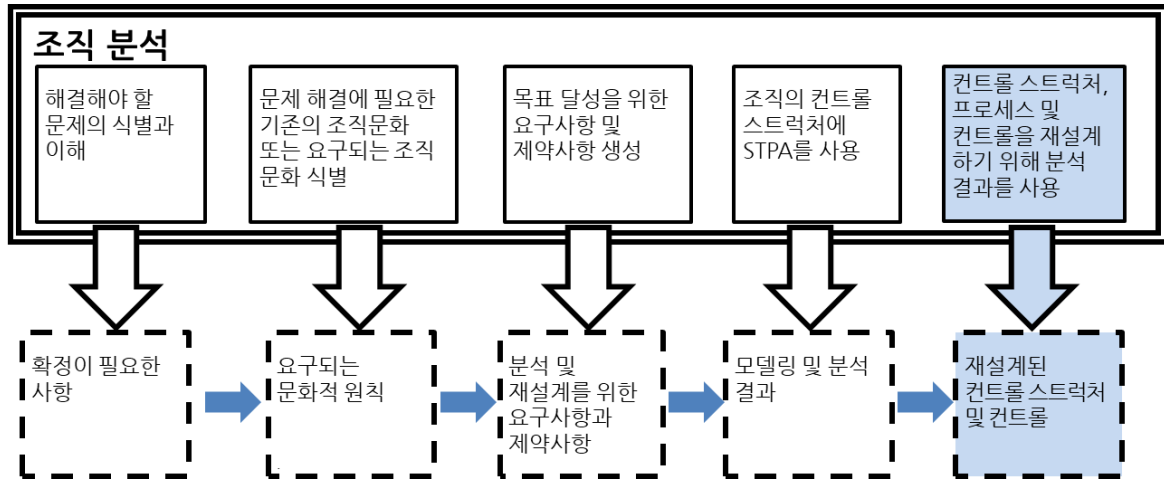 조직 분석
해결해야 할
문제의 식별과
이해
문제 해결에 필요한
기존의 조직문화
또는 요구되는 조직
문화 식별
목표 달성을 위한
요구사항 및
제약사항 생성
조직의 컨트롤
스트럭처에
STPA를 사용
컨트롤 스트럭처,
프로세스 및
컨트롤을 재설계
하기 위해 분석
결과를 사용
확정이 필요한
사항
요구되는
문화적 원칙
분석 및
재설계를 위한
요구사항과
제약사항
모델링 및 분석
결과
재설계된
컨트롤 스트럭처
및 컨트롤